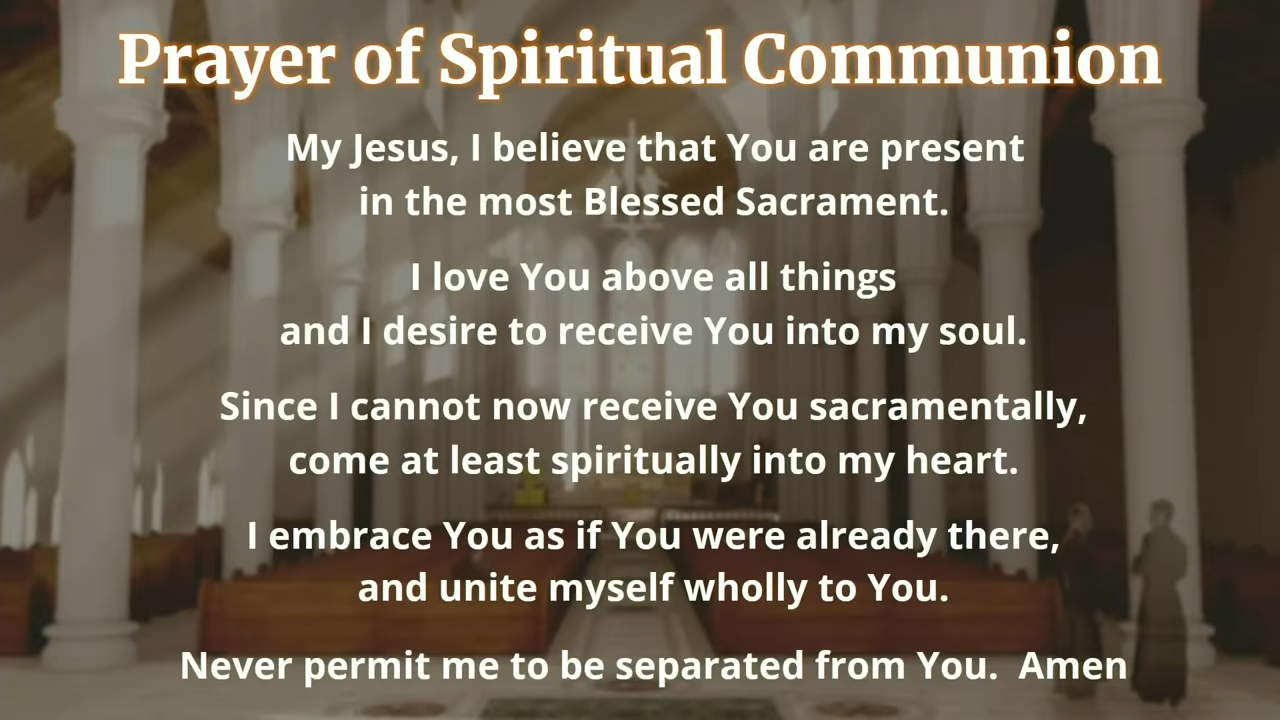 Prayer of Spiritual Communion
My Jesus, I believe that You are present
in the most Blessed Sacrament.
I love You above all things
and I desire to receive You into my soul.
Since I cannot now receive You sacramentally,
come at least spiritually into my heart.
I embrace You as if You were already there,
and unite myself wholly to You.
Never permit me to be separated from You.  Amen